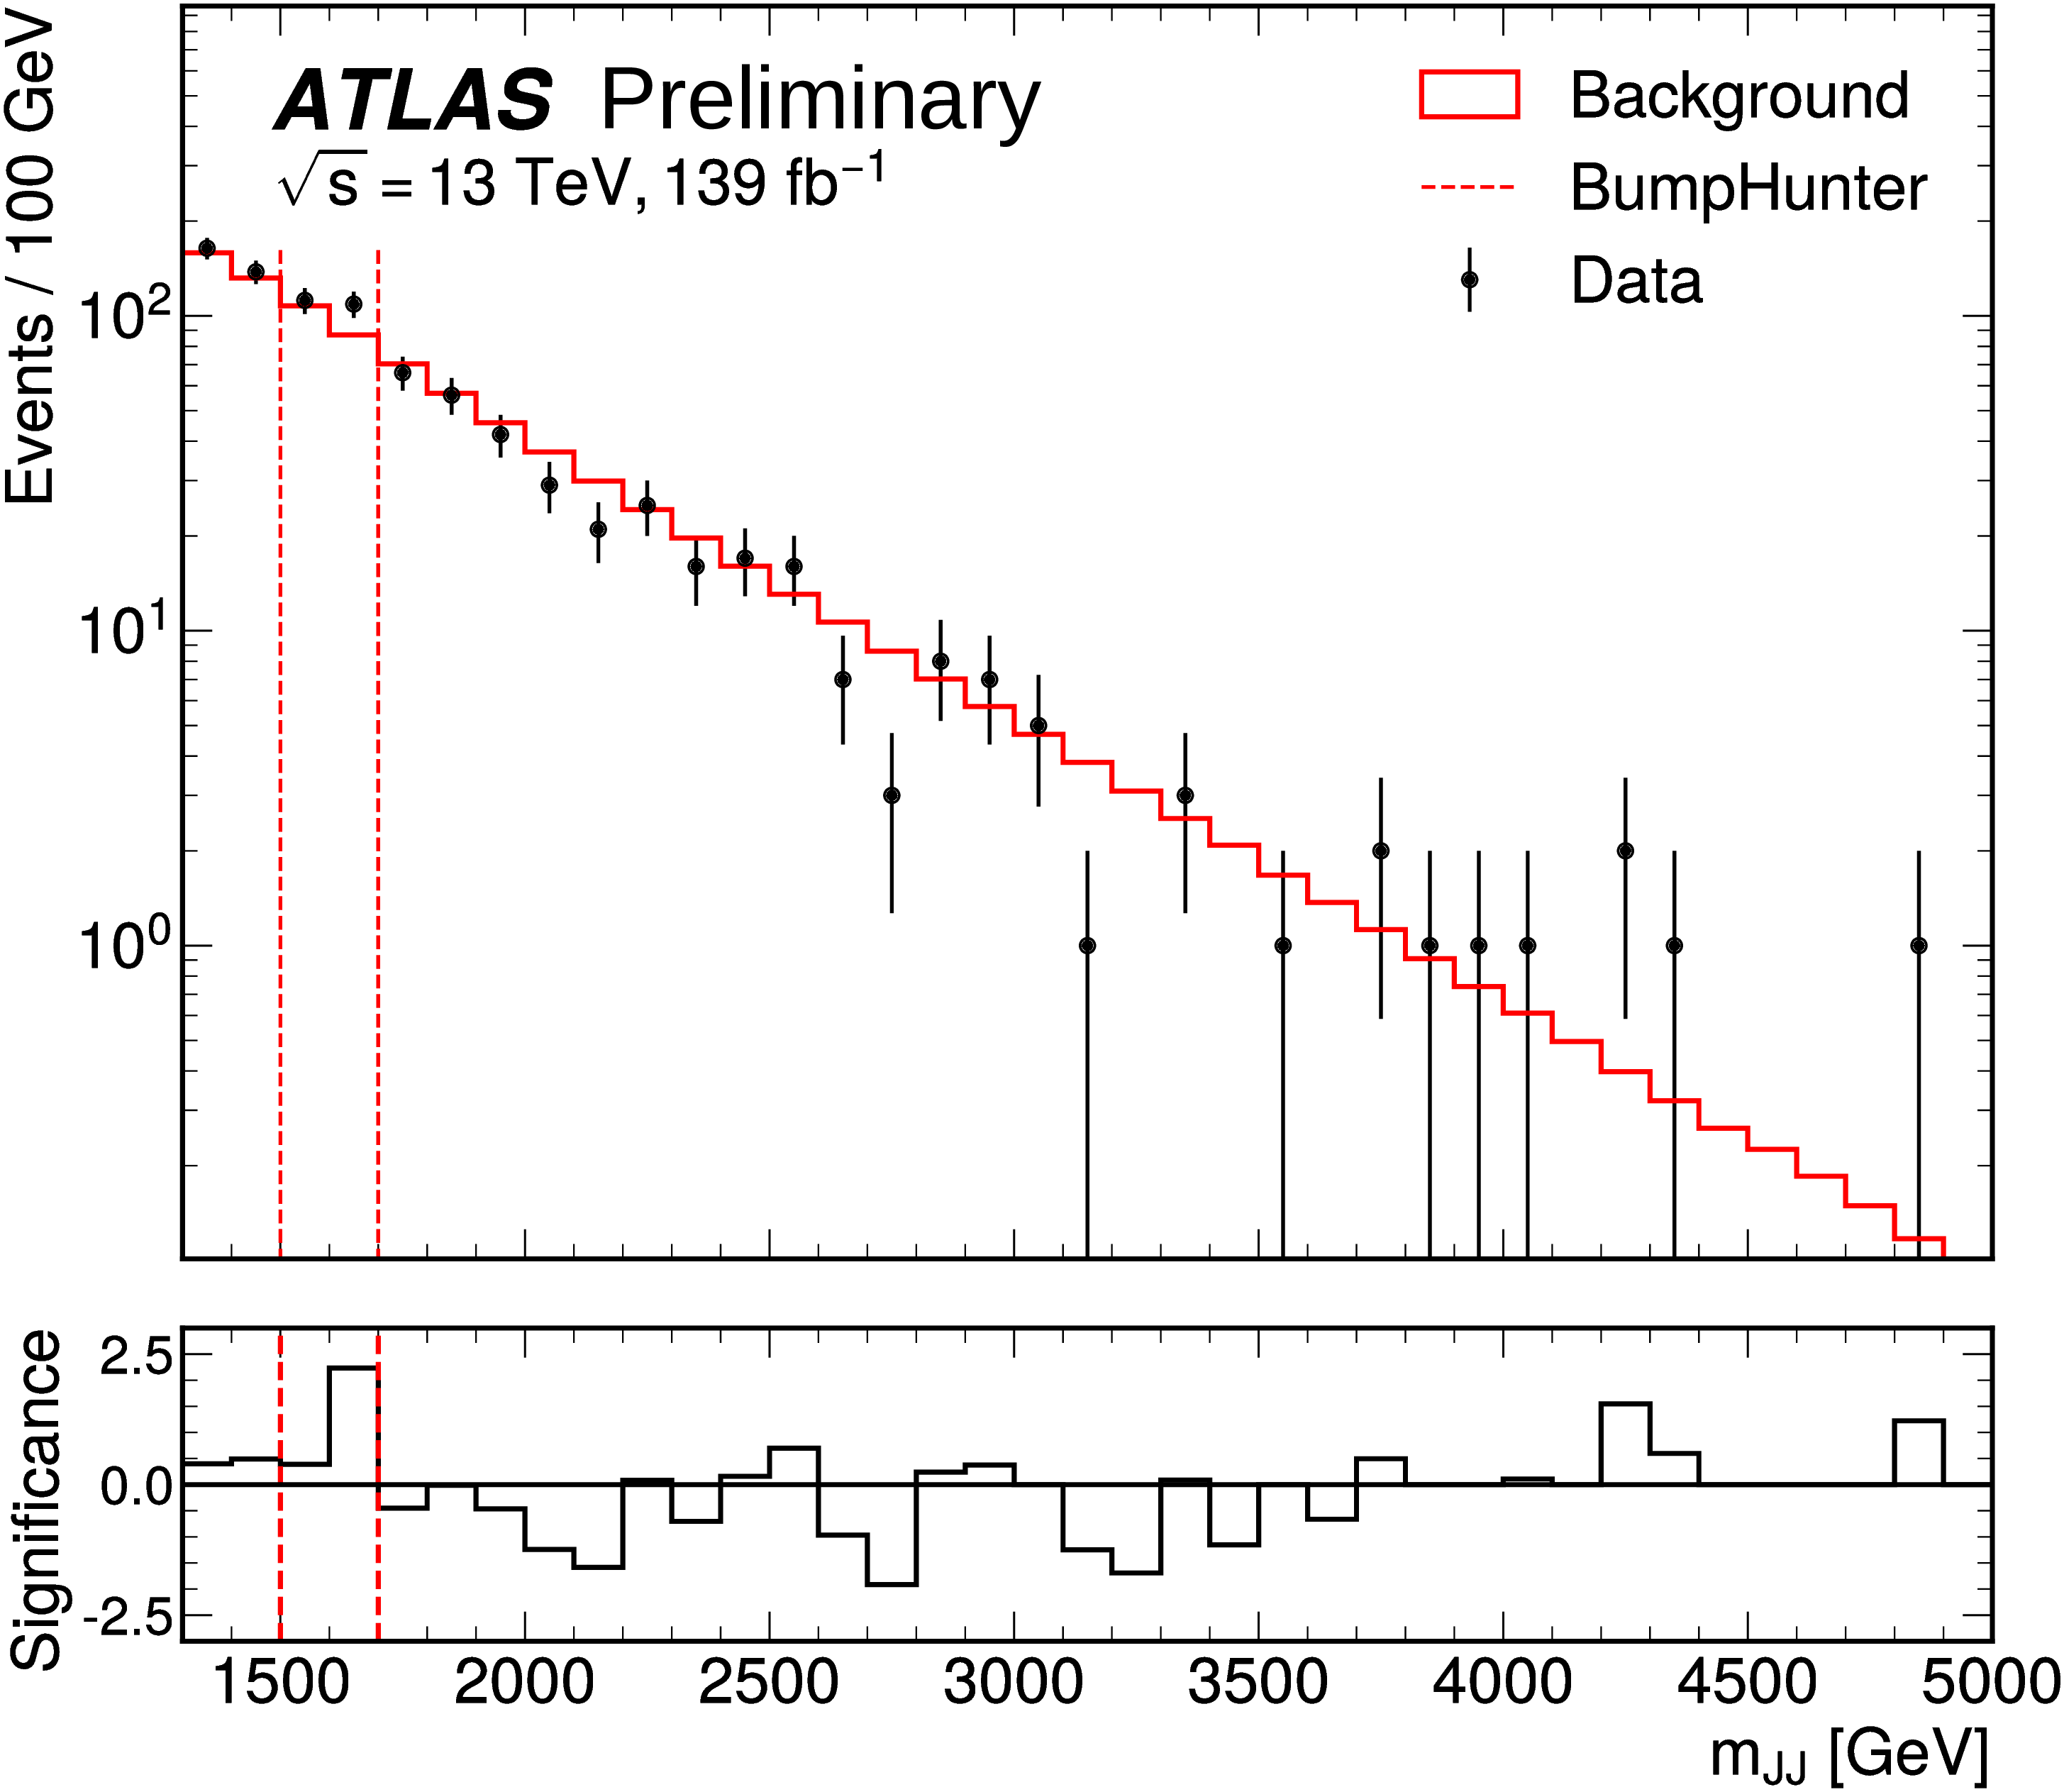 ATLAS Preliminary
√s = 13 TeV, 139 fb⁻¹
Background
BumpHunter
Data
Events / 100 GeV
10²
10¹
10⁰
Significance
2.5
0.0
-2.5
1500 2000 2500 3000 3500 4000 4500 5000
m_JJ [GeV]